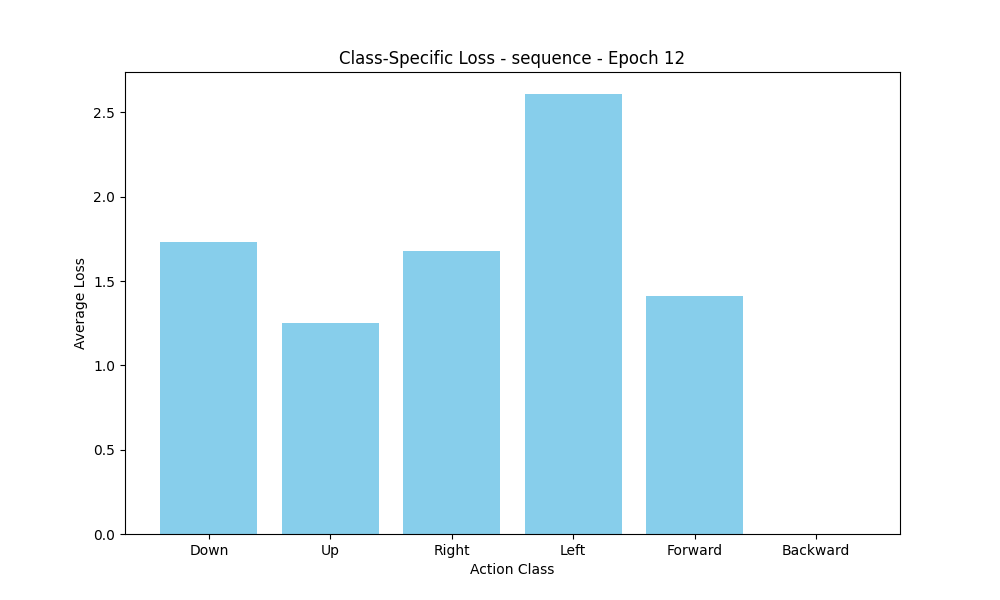 Class-Specific Loss - sequence - Epoch 12
Average Loss
2.5
2.0
1.5
1.0
0.5
0.0
Down Up Right Left Forward Backward
Action Class